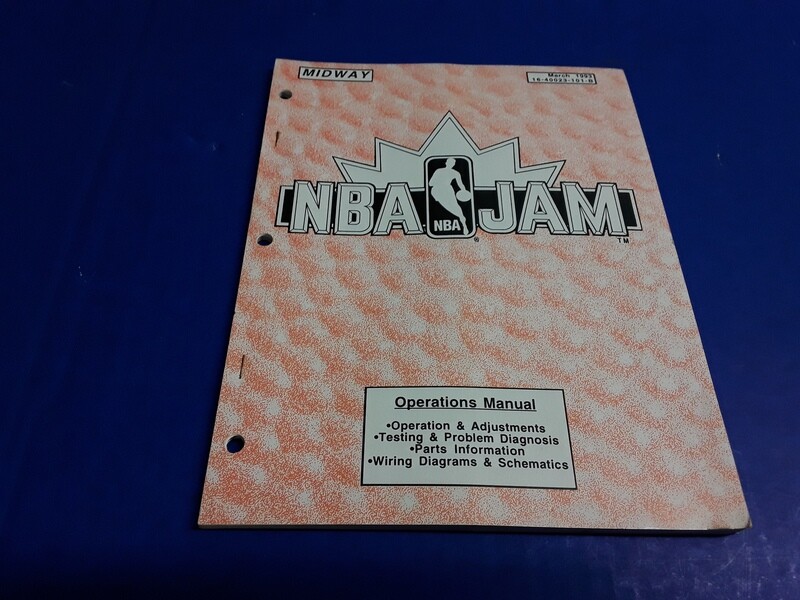 MIDWAY
March 1993
16-40023-101-B
NBA JAM
NBA
®
TM
Operations Manual
•Operation & Adjustments
•Testing & Problem Diagnosis
•Parts Information
•Wiring Diagrams & Schematics